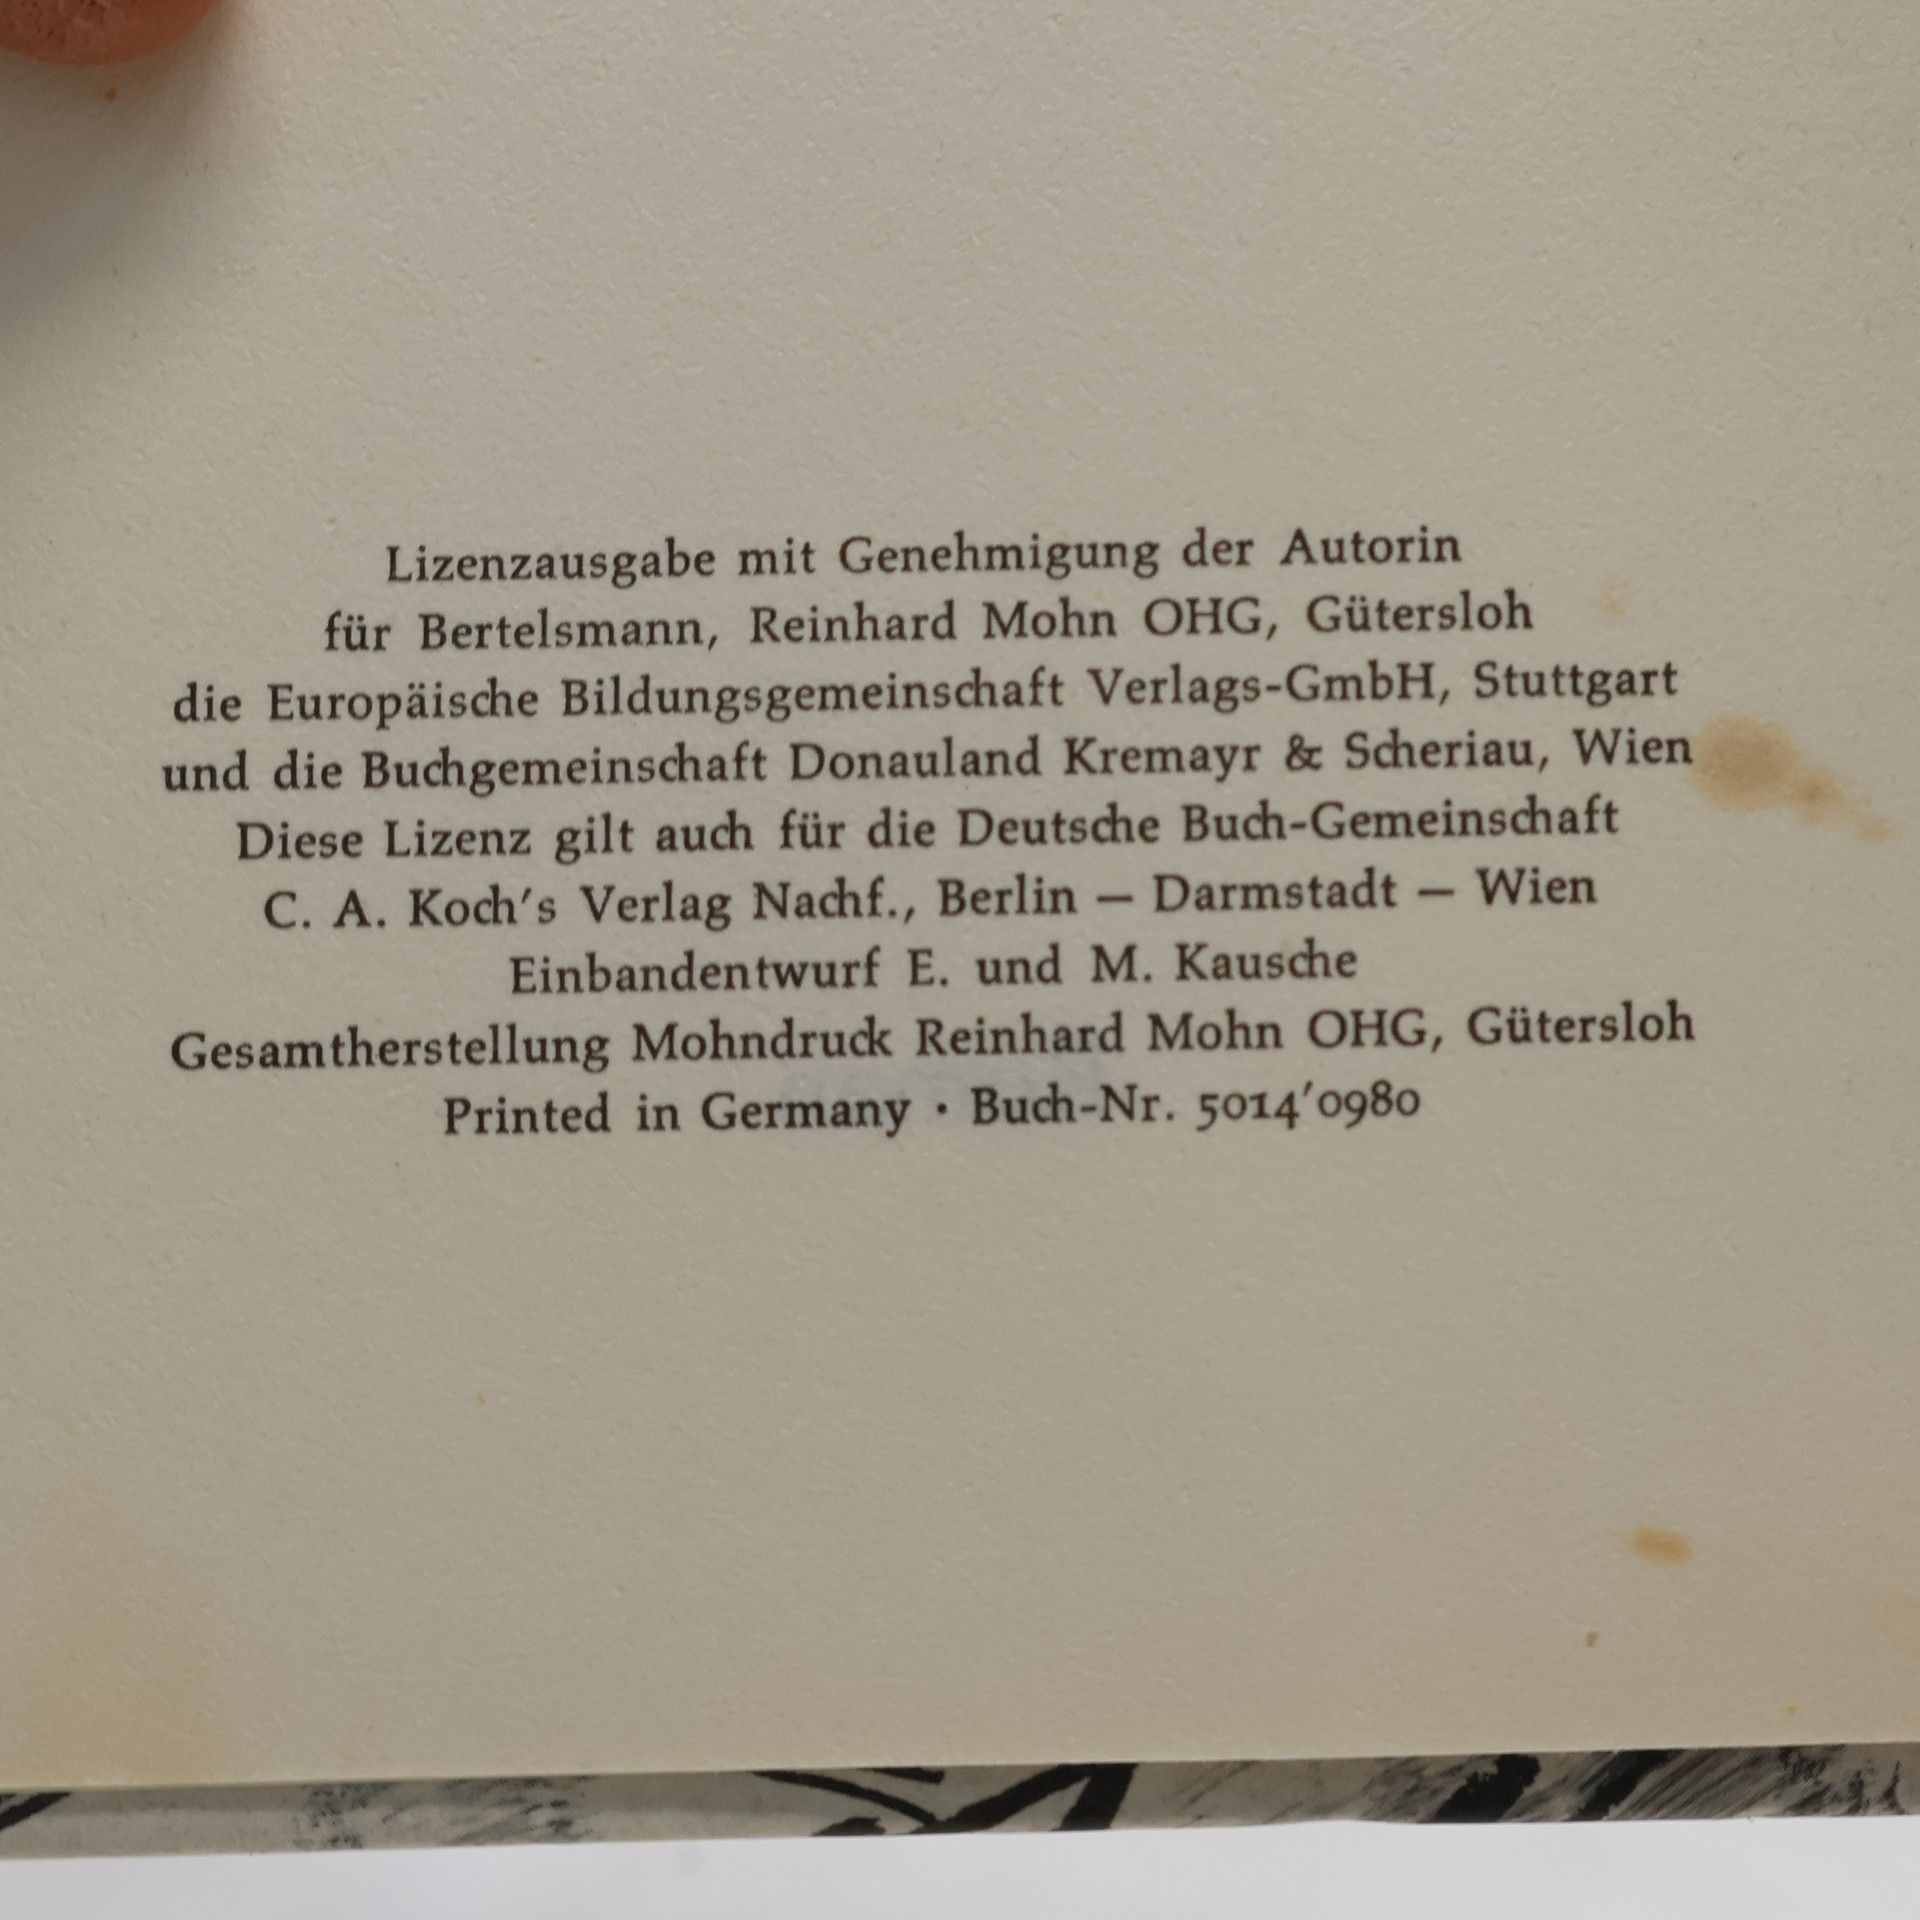 Lizenzausgabe mit Genehmigung der Autorin
für Bertelsmann, Reinhard Mohn OHG, Gütersloh
die Europäische Bildungsgemeinschaft Verlags-GmbH, Stuttgart
und die Buchgemeinschaft Donauland Kremayr & Scheriau, Wien
Diese Lizenz gilt auch für die Deutsche Buch-Gemeinschaft
C. A. Koch's Verlag Nachf., Berlin – Darmstadt – Wien
Einbandentwurf E. und M. Kausche
Gesamtherstellung Mohndruck Reinhard Mohn OHG, Gütersloh
Printed in Germany · Buch-Nr. 5014'0980